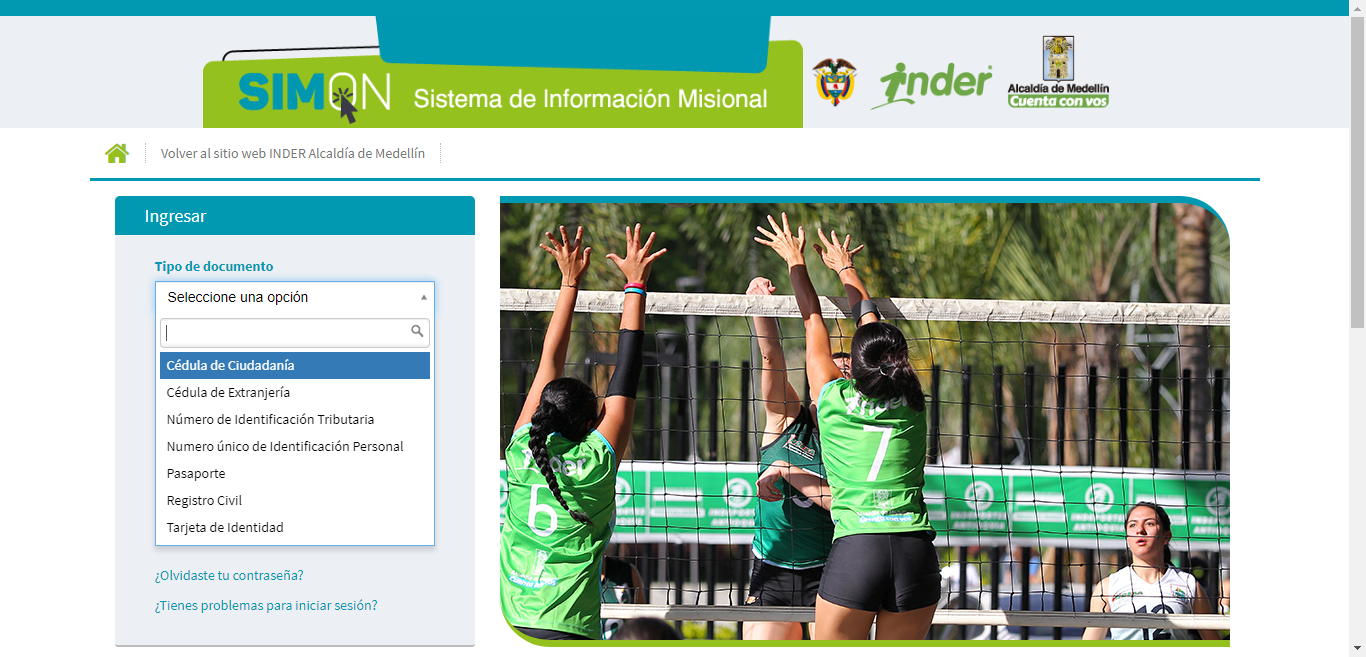 SIMON Sistema de Información Misional
inder
Alcaldía de Medellín
Cuenta con vos
Volver al sitio web INDER Alcaldía de Medellín
Ingresar
Tipo de documento
Seleccione una opción
Cédula de Ciudadanía
Cédula de Extranjería
Número de Identificación Tributaria
Numero único de Identificación Personal
Pasaporte
Registro Civil
Tarjeta de Identidad
¿Olvidaste tu contraseña?
¿Tienes problemas para iniciar sesión?
inder
7
inder
6
INDEPORTES
ANTIOQUIA